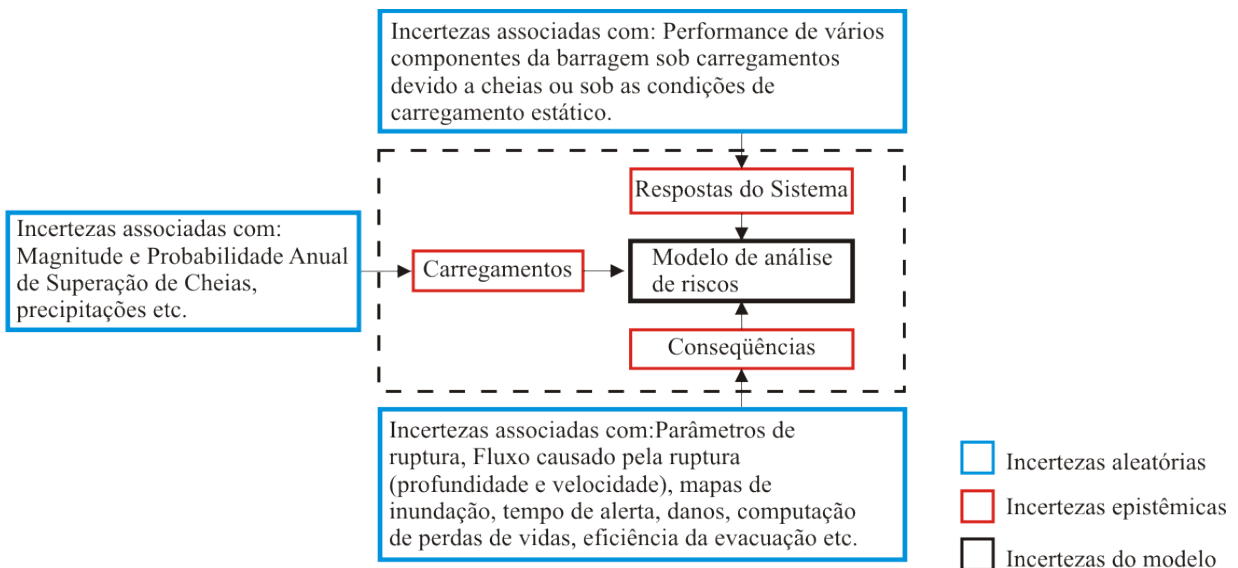 Incertezas associadas com: Performance de vários
componentes da barragem sob carregamentos
devido a cheias ou sob as condições de
carregamento estático.
Respostas do Sistema
Incertezas associadas com:
Magnitude e Probabilidade Anual
de Superação de Cheias,
precipitações etc.
Carregamentos
Modelo de análise
de riscos
Conseqüências
Incertezas associadas com:Parâmetros de
ruptura, Fluxo causado pela ruptura
(profundidade e velocidade), mapas de
inundação, tempo de alerta, danos, computação
de perdas de vidas, eficiência da evacuação etc.
Incertezas aleatórias
Incertezas epistêmicas
Incertezas do modelo